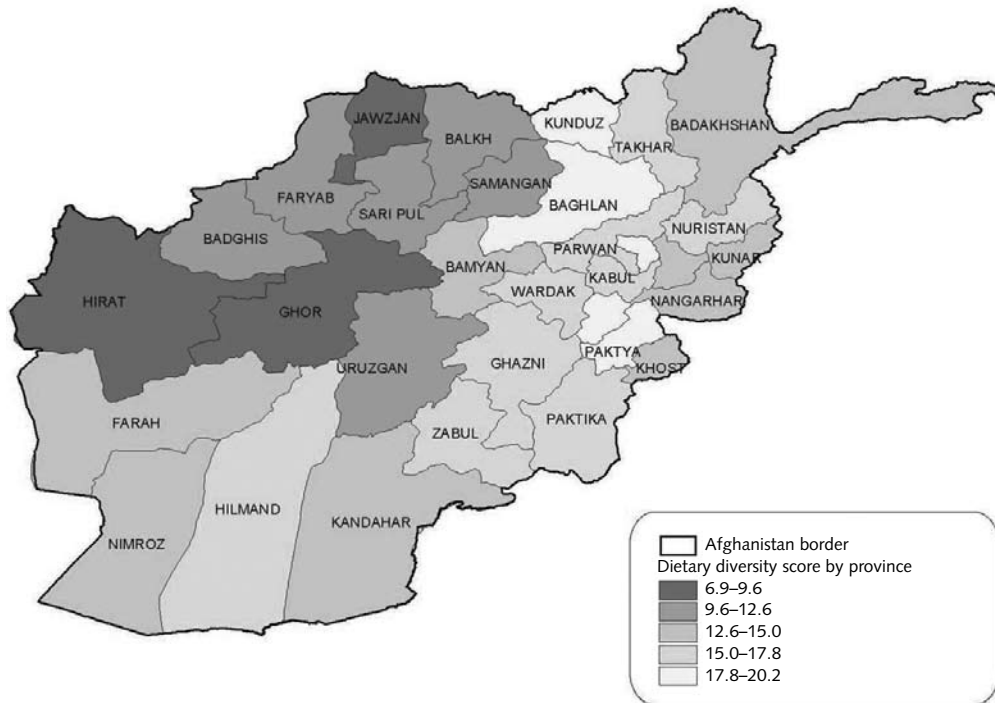 JAWZJAN
KUNDUZ
BADAKHSHAN
BALKH
TAKHAR
SAMANGAN
FARYAB
BAGHLAN
SARI PUL
NURISTAN
BADGHIS
PARWAN
KUNAR
BAMYAN
KABUL
WARDAK
HIRAT
GHOR
NANGARHAR
PAKTYA
GHAZNI
KHOST
URUZGAN
FARAH
PAKTIKA
ZABUL
HILMAND
KANDAHAR
NIMROZ
Afghanistan border
Dietary diversity score by province
6.9–9.6
9.6–12.6
12.6–15.0
15.0–17.8
17.8–20.2